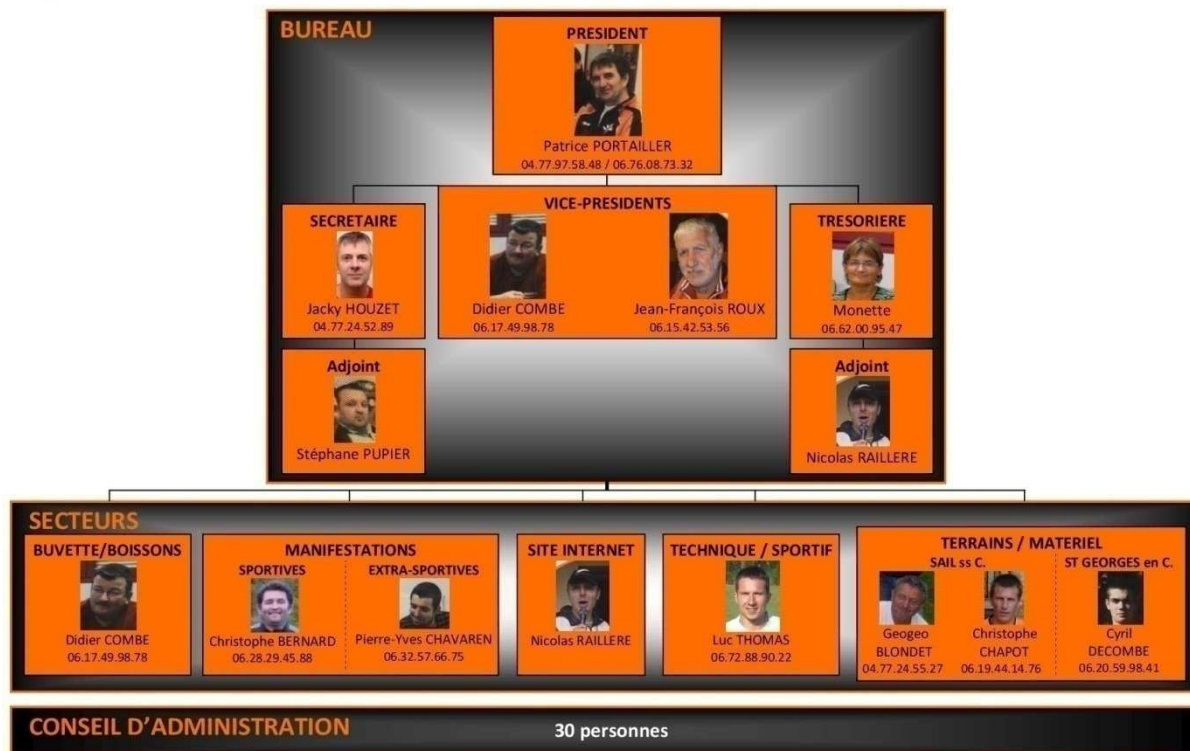 BUREAU
PRESIDENT
Patrice PORTAILLER
04.77.97.58.48 / 06.76.08.73.32
SECRETAIRE
Jacky HOUZET
04.77.24.52.89
VICE-PRESIDENTS
Didier COMBE
06.17.49.98.78
Jean-François ROUX
06.15.42.53.56
TRESORIERE
Monette
06.62.00.95.47
Adjoint
Stéphane PUPIER
Adjoint
Nicolas RAILLERE
SECTEURS
BUVETTE/BOISSONS
Didier COMBE
06.17.49.98.78
MANIFESTATIONS
SPORTIVES
Christophe BERNARD
06.28.29.45.88
EXTRA-SPORTIVES
Pierre-Yves CHAVAREN
06.32.57.66.75
SITE INTERNET
Nicolas RAILLERE
TECHNIQUE / SPORTIF
Luc THOMAS
06.72.88.90.22
TERRAINS / MATERIEL
SAIL ss C.
Geogeo
BLONDET
04.77.24.55.27
Christophe
CHAPOT
06.19.44.14.76
ST GEORGES en C.
Cyril
DECOMBE
06.20.59.98.41
CONSEIL D'ADMINISTRATION
30 personnes